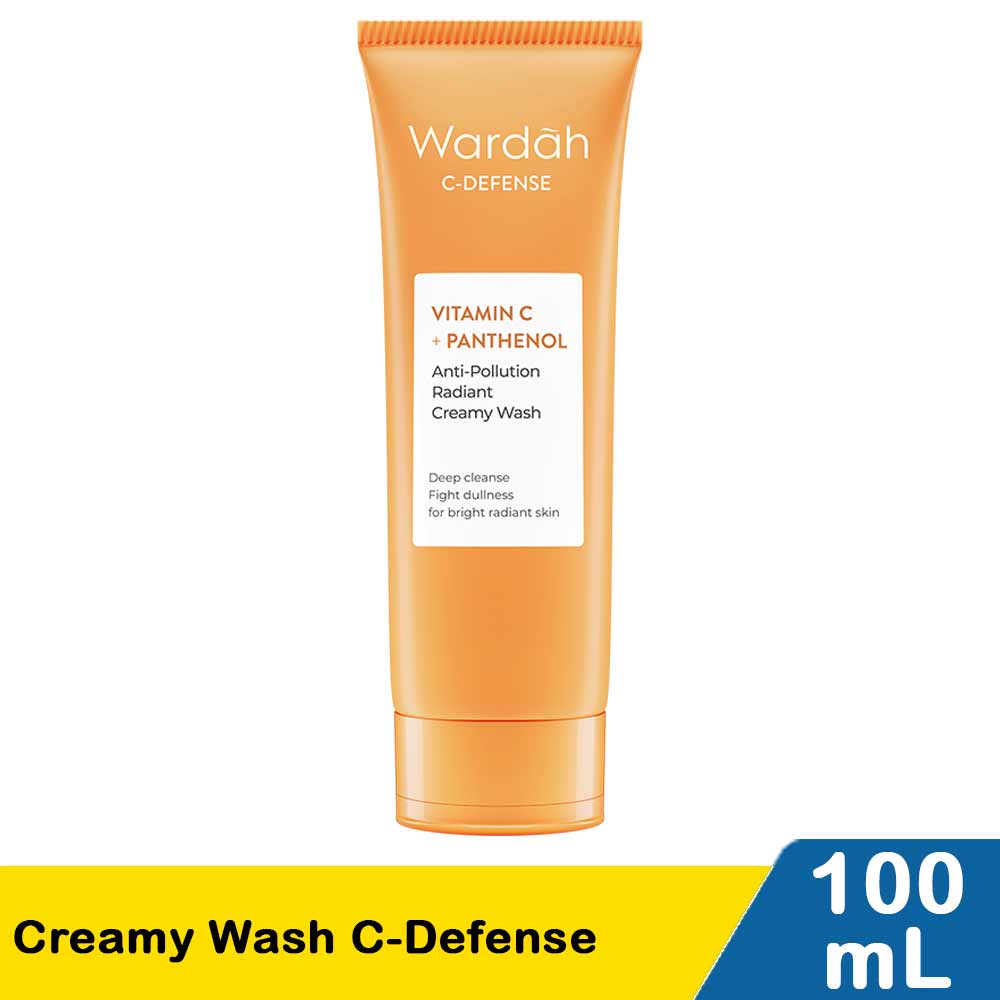 Wardãh
C-DEFENSE
VITAMIN C
+ PANTHENOL
Anti-Pollution
Radiant
Creamy Wash
Deep cleanse
Fight dullness
for bright radiant skin
Creamy Wash C-Defense
100
mL